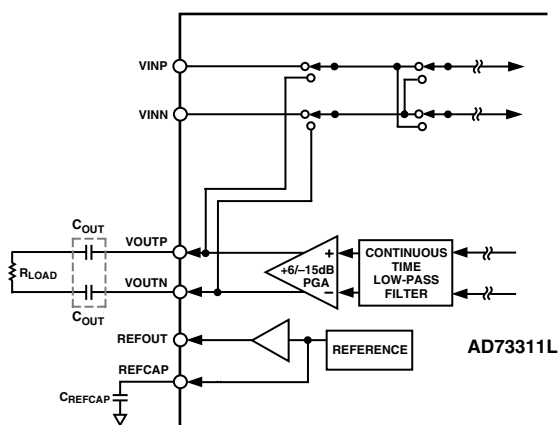 VINP
VINN
COUT
VOUTP
RLOAD
VOUTN
COUT
+
+6/–15dB
PGA
–
CONTINUOUS
TIME
LOW-PASS
FILTER
REFOUT
REFERENCE
AD73311L
REFCAP
CREFCAP